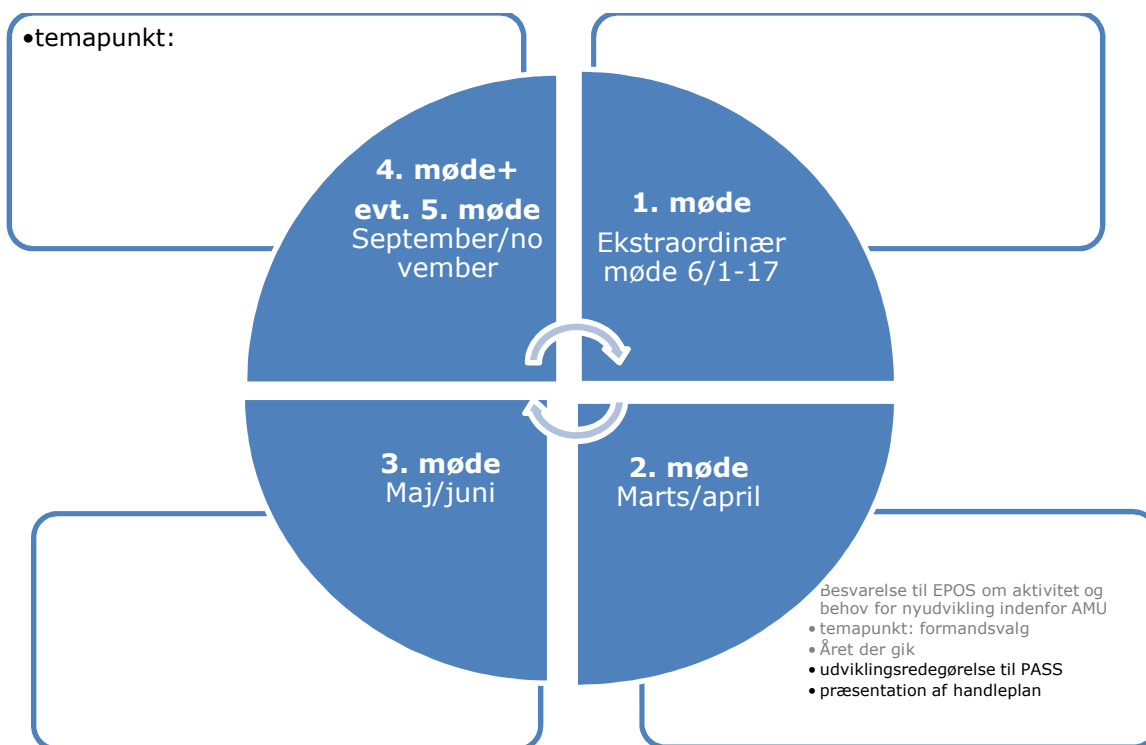 •temapunkt:
4. møde+
evt. 5. møde
September/no
vember
1. møde
Ekstraordinær
møde 6/1-17
3. møde
Maj/juni
2. møde
Marts/april
Besvarelse til EPOS om aktivitet og
behov for nyudvikling indenfor AMU
• temapunkt: formandsvalg
• Året der gik
• udviklingsredegørelse til PASS
• præsentation af handleplan